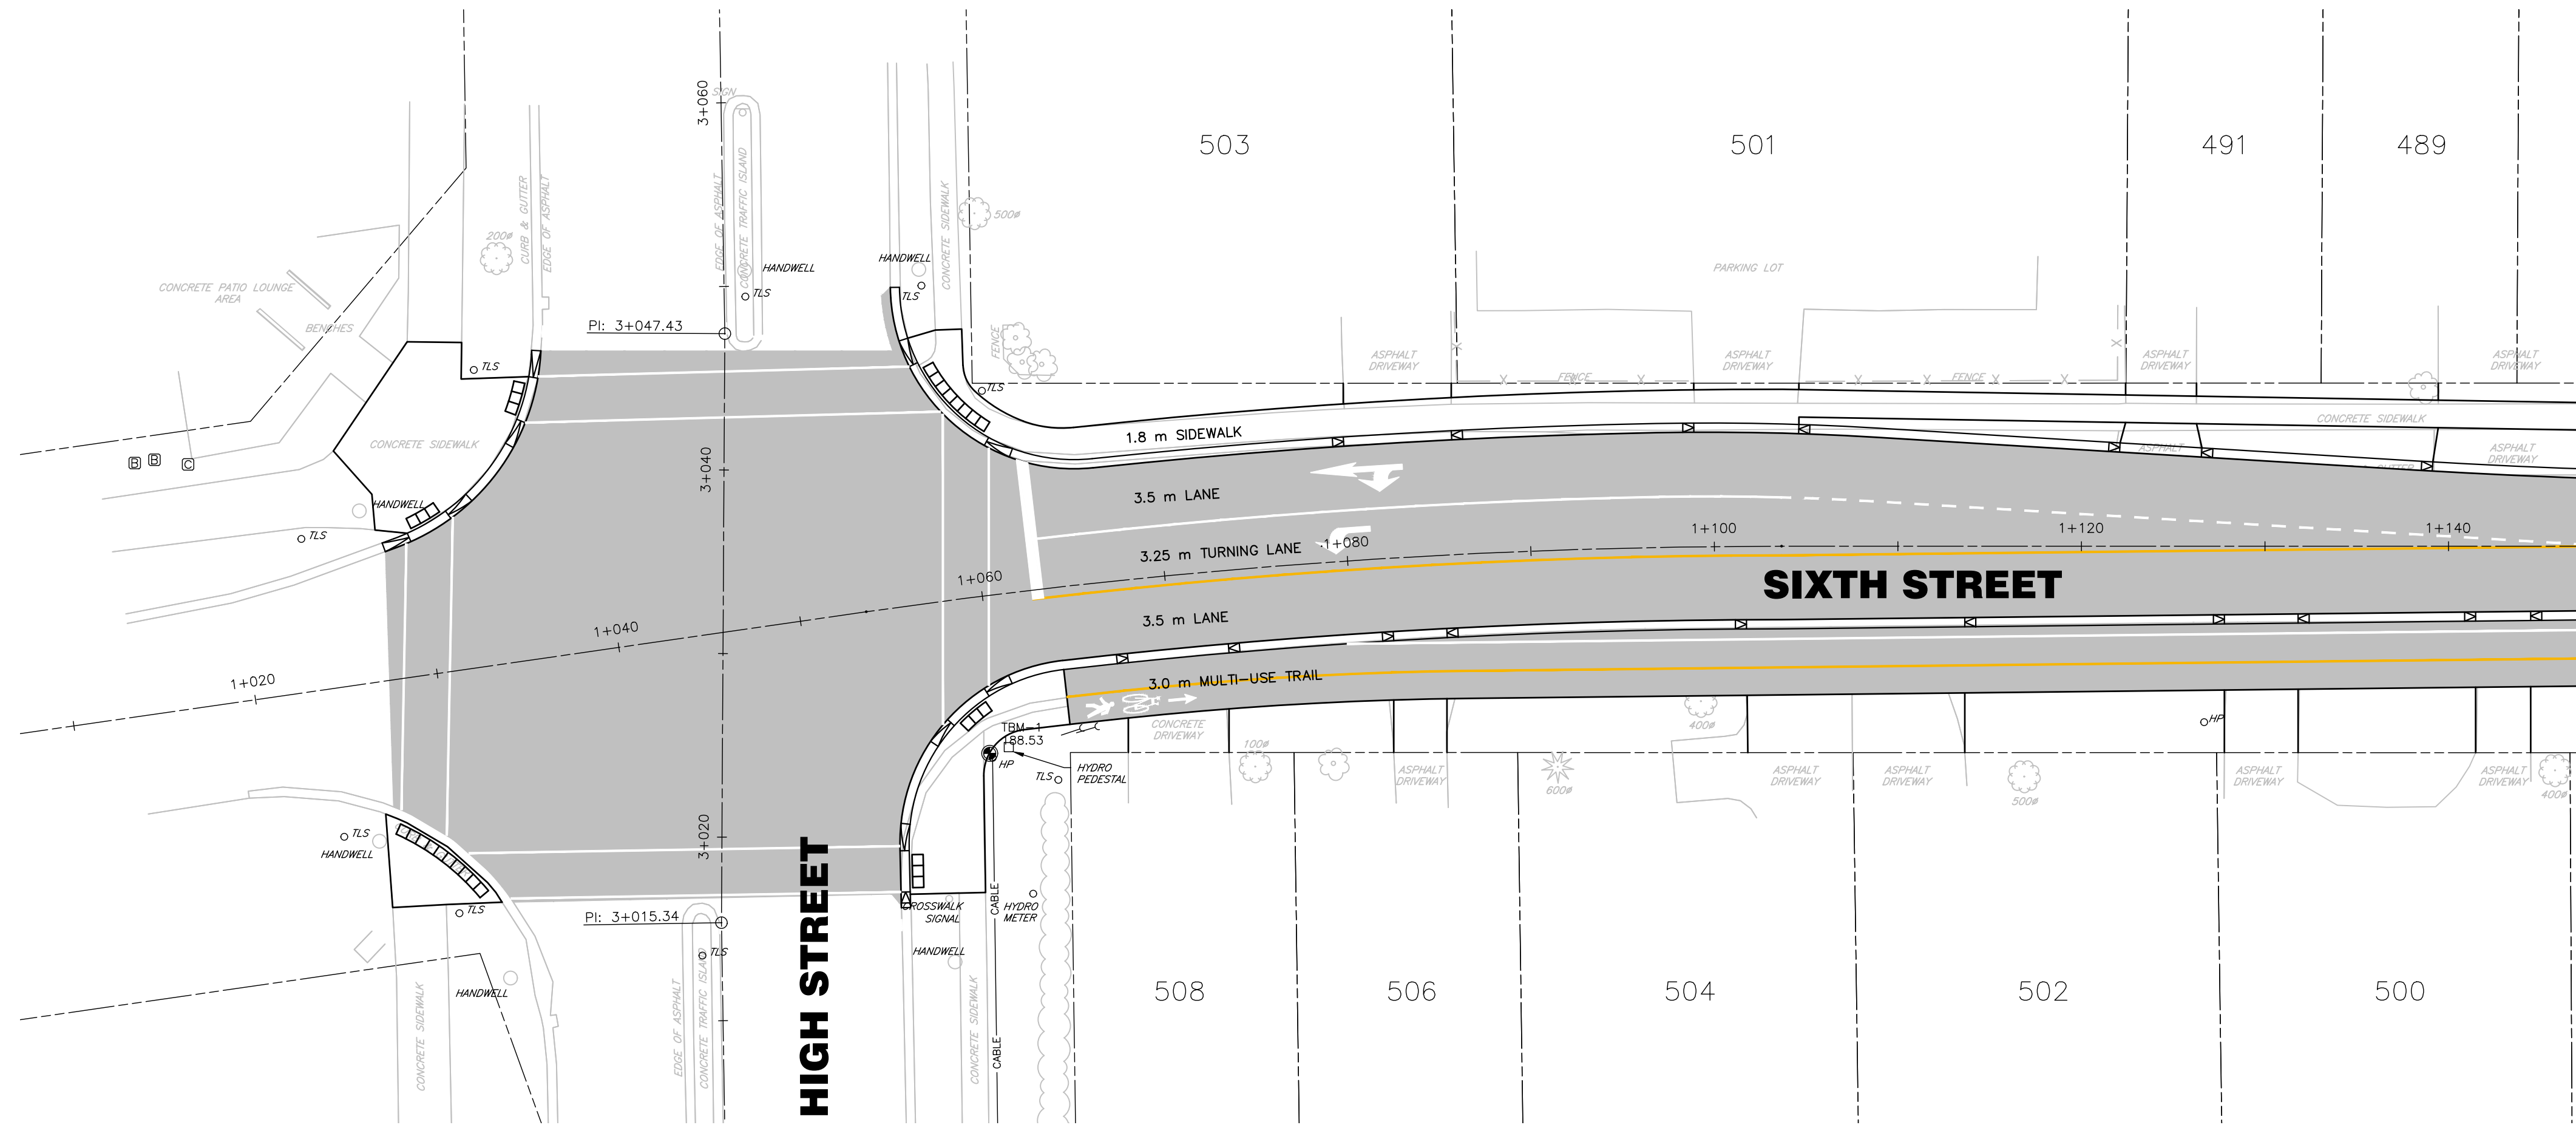 3+060
SIGN
503
501
491
489
CURB & GUTTER
EDGE OF ASPHALT
EDGE OF ASPHALT
CONCRETE TRAFFIC ISLAND
CONCRETE SIDEWALK
500ø
200ø
HANDWELL
HANDWELL
TLS
TLS
PARKING LOT
CONCRETE PATIO LOUNGE
AREA
BENCHES
PI: 3+047.43
FENCE
TLS
TLS
ASPHALT
DRIVEWAY
ASPHALT
DRIVEWAY
ASPHALT
DRIVEWAY
ASPHALT
DRIVEWAY
X
X
FENCE
X
X
X
X
FENCE
X
X
X
CONCRETE SIDEWALK
CONCRETE SIDEWALK
1.8 m SIDEWALK
ASPHALT
ASPHALT
DRIVEWAY
B
B
C
3+040
HANDWELL
TLS
3.5 m LANE
3.25 m TURNING LANE
1+080
1+100
1+120
1+140
1+060
SIXTH STREET
3.5 m LANE
1+040
1+020
3.0 m MULTI-USE TRAIL
TBM-1
188.53
HP
HYDRO
PEDESTAL
TLS
CONCRETE
DRIVEWAY
100ø
400ø
HP
ASPHALT
DRIVEWAY
600ø
ASPHALT
DRIVEWAY
ASPHALT
DRIVEWAY
500ø
ASPHALT
DRIVEWAY
ASPHALT
DRIVEWAY
400ø
3+020
TLS
HANDWELL
TLS
PI: 3+015.34
CROSSWALK
SIGNAL
CABLE
HYDRO
METER
TLS
HANDWELL
HANDWELL
HIGH STREET
CONCRETE SIDEWALK
EDGE OF ASPHALT
CONCRETE TRAFFIC ISLAND
CONCRETE SIDEWALK
CABLE
508
506
504
502
500